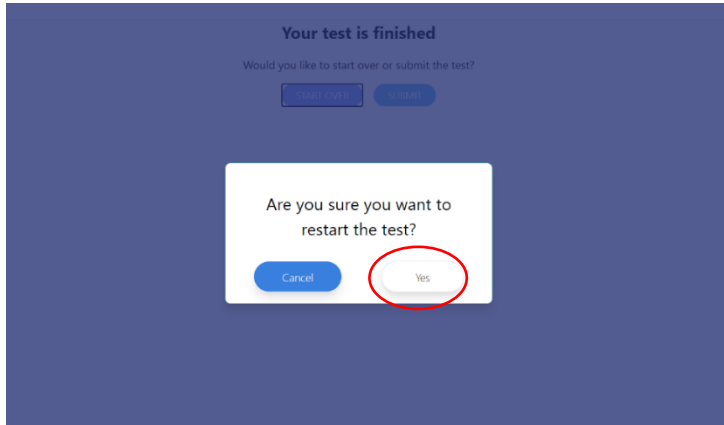 Your test is finished
Would you like to start over or submit the test?
START OVER
SUBMIT
Are you sure you want to
restart the test?
Cancel
Yes